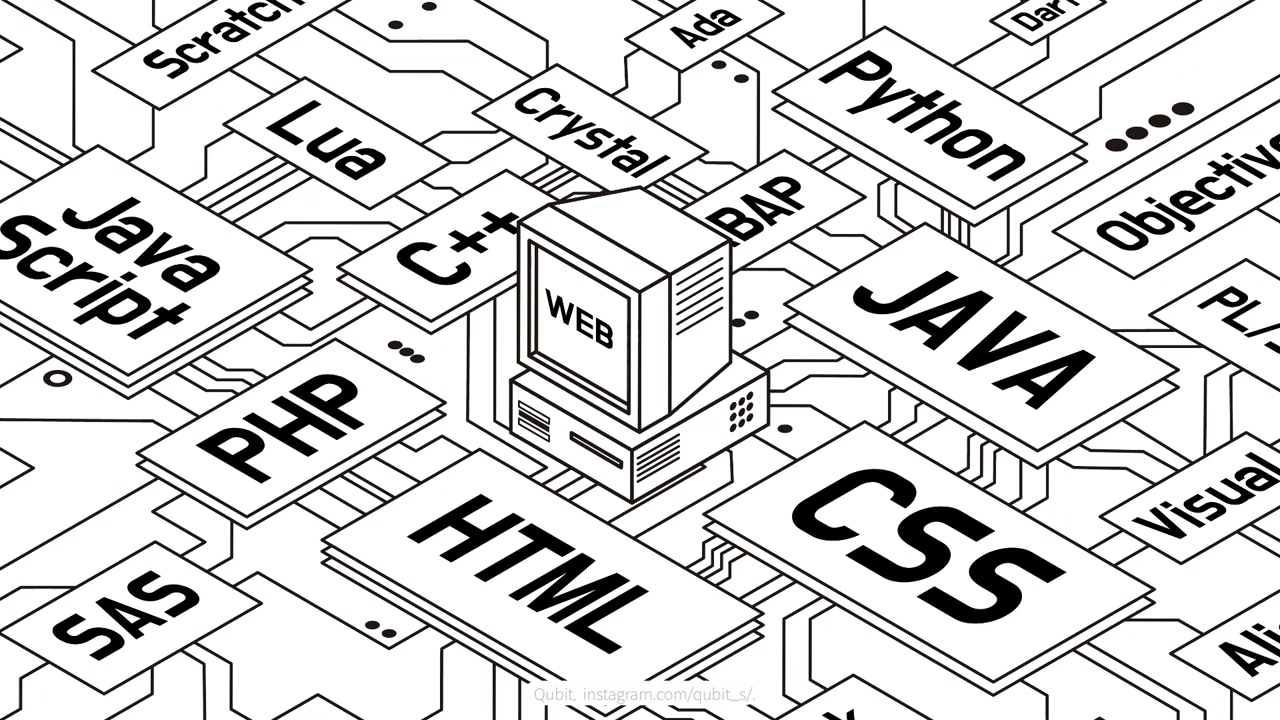 Scratch
Ada
Dart
Python
Lua
Crystal
Java
Script
C++
BAP
Objective
WEB
JAVA
PL/
PHP
HTML
CSS
Visual
SAS
Ali
Qubit, instagram.com/qubit_s/.